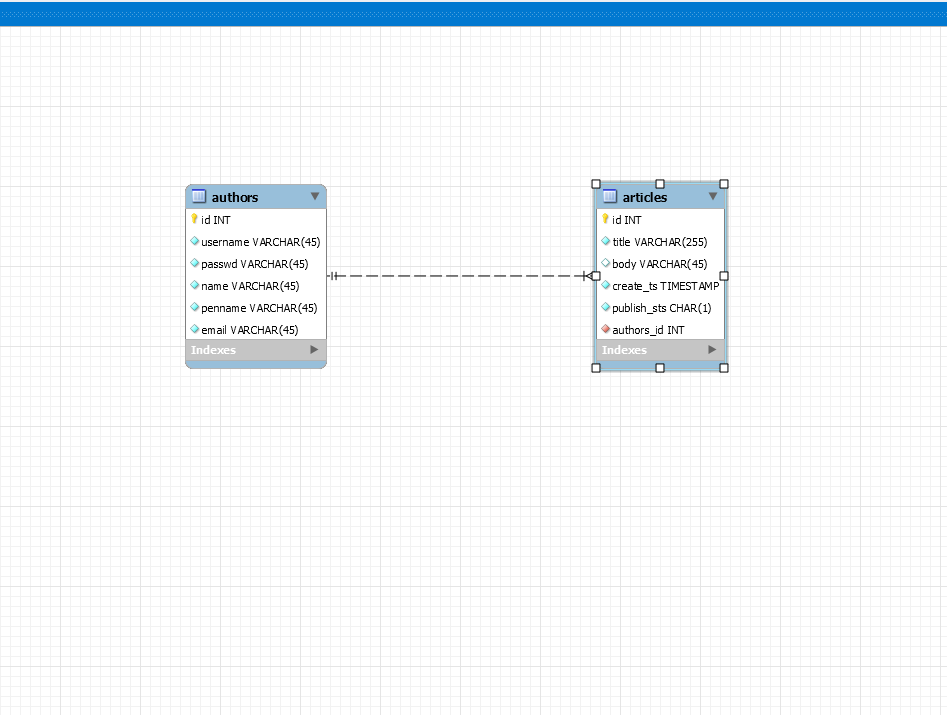 authors
id INT
username VARCHAR(45)
passwd VARCHAR(45)
name VARCHAR(45)
penname VARCHAR(45)
email VARCHAR(45)
Indexes
articles
id INT
title VARCHAR(255)
body VARCHAR(45)
create_ts TIMESTAMP
publish_sts CHAR(1)
authors_id INT
Indexes